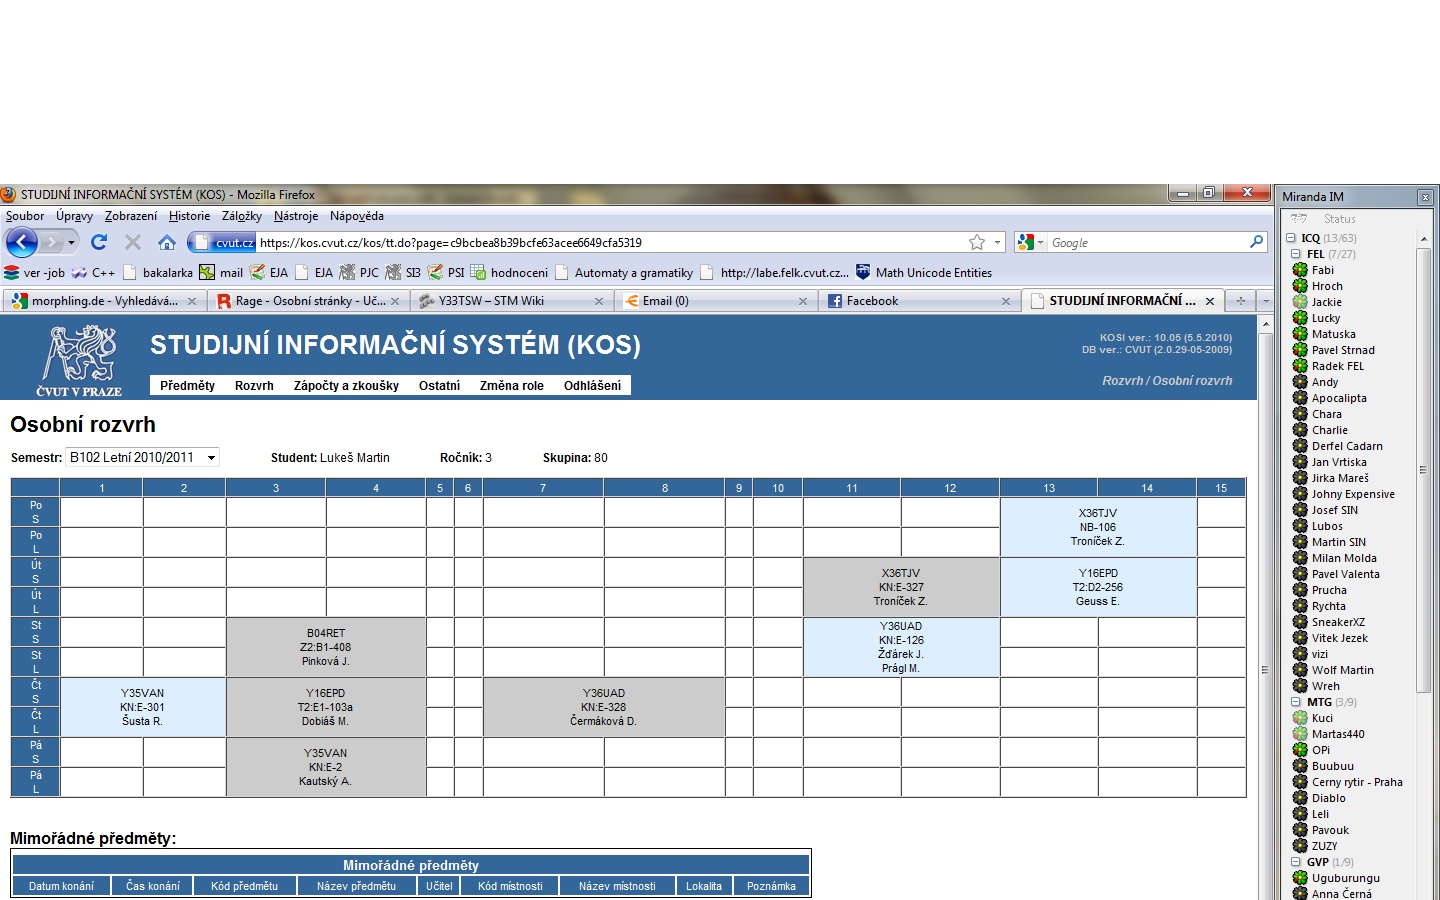 STUDIJNÍ INFORMAČNÍ SYSTÉM (KOS) - Mozilla Firefox
Soubor Úpravy Zobrazení Historie Záložky Nástroje Nápověda
cvut.cz https://kos.cvut.cz/kos/tt.do?page=c9bcbea8b39bcfe63acee6649cfa5319
Google
ver -job C++ bakalarka mail EJA EJA PJC SI3 PSI hodnoceni Automaty a gramatiky http://labe.felk.cvut.cz... Math Unicode Entities
morphling.de - Vyhledává... Rage - Osobní stránky - Uč... Y33TSW – STM Wiki Email (0) Facebook STUDIJNÍ INFORMAČNÍ ...
ČVUT V PRAZE
STUDIJNÍ INFORMAČNÍ SYSTÉM (KOS)
KOSI ver.: 10.05 (5.5.2010)
DB ver.: CVUT (2.0.29-05-2009)
Předměty Rozvrh Zápočty a zkoušky Ostatní Změna role Odhlášení
Rozvrh / Osobní rozvrh
Osobní rozvrh
Semestr: B102 Letní 2010/2011 Student: Lukeš Martin Ročník: 3 Skupina: 80
1 2 3 4 5 6 7 8 9 10 11 12 13 14 15
Po S
Po L
X36TJV
NB-106
Troníček Z.
Út S
Út L
X36TJV
KN:E-327
Troníček Z.
Y16EPD
T2:D2-256
Geuss E.
St S
St L
B04RET
Z2:B1-408
Pinková J.
Y36UAD
KN:E-126
Žďárek J.
Prágl M.
Čt S
Čt L
Y35VAN
KN:E-301
Šusta R.
Y16EPD
T2:E1-103a
Dobiáš M.
Y36UAD
KN:E-328
Čermáková D.
Pá S
Pá L
Y35VAN
KN:E-2
Kautský A.
Mimořádné předměty:
Mimořádné předměty
Datum konání Čas konání Kód předmětu Název předmětu Učitel Kód místnosti Název místnosti Lokalita Poznámka
Miranda IM
Status
ICQ (13/63)
FEL (7/27)
Fabi
Hroch
Jackie
Lucky
Matuska
Pavel Strnad
Radek FEL
Andy
Apocalipta
Chara
Charlie
Derfel Cadarn
Jan Vrtiska
Jirka Mareš
Johny Expensive
Josef SIN
Lubos
Martin SIN
Milan Molda
Pavel Valenta
Prucha
Rychta
SneakerXZ
Vitek Jezek
vizi
Wolf Martin
Wreh
MTG (3/9)
Kuci
Martas440
OPi
Buubuu
Cerny rytir - Praha
Diablo
Leli
Pavouk
ZUZY
GVP (1/9)
Uguburungu
Anna Černá